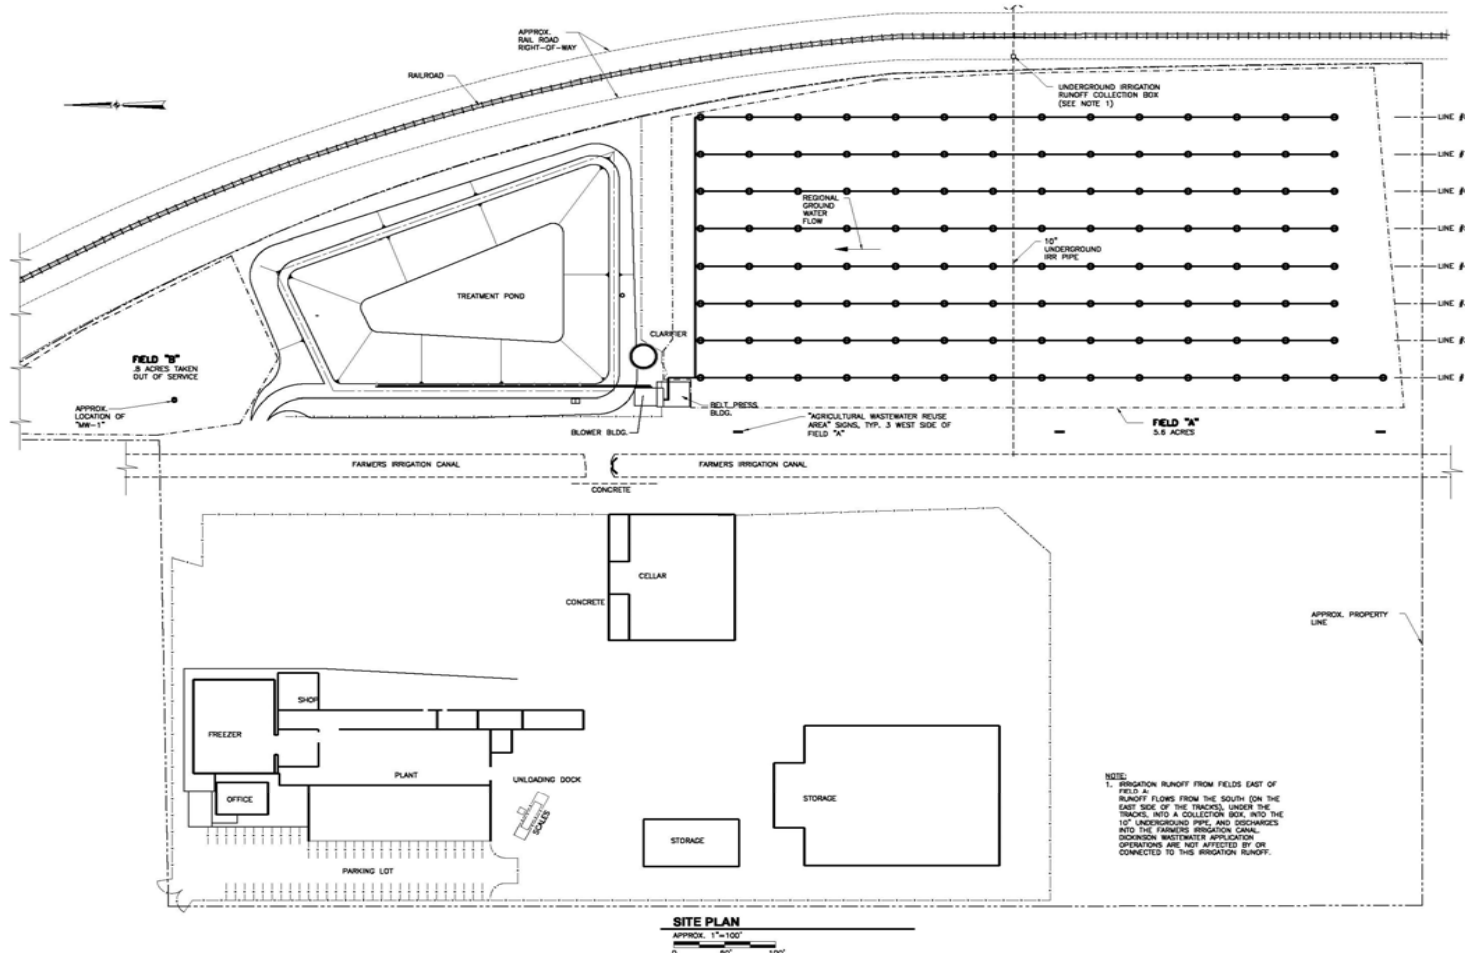 APPROX.
RAIL ROAD
RIGHT-OF-WAY
RAILROAD
UNDERGROUND IRRIGATION
RUNOFF COLLECTION BOX
(SEE NOTE 1)
LINE
LINE
LINE
LINE
LINE
LINE
LINE
LINE
REGIONAL
GROUND
WATER
FLOW
10"
UNDERGROUND
IRR PIPE
TREATMENT POND
CLARIFIER
FIELD "B"
.8 ACRES TAKEN
OUT OF SERVICE
APPROX.
LOCATION OF
"MW-1"
BELT PRESS
BLDG.
BLOWER BLDG.
"AGRICULTURAL WASTEWATER REUSE
AREA" SIGNS, TYP. 3 WEST SIDE OF
FIELD "A"
FIELD "A"
5.6 ACRES
FARMERS IRRIGATION CANAL
FARMERS IRRIGATION CANAL
CONCRETE
CELLAR
CONCRETE
APPROX. PROPERTY
LINE
SHOP
FREEZER
PLANT
UNLOADING DOCK
OFFICE
SCALES
STORAGE
STORAGE
PARKING LOT
NOTE:
1. IRRIGATION RUNOFF FROM FIELDS EAST OF
FIELD A:
RUNOFF FLOWS FROM THE SOUTH (ON THE
EAST SIDE OF THE TRACKS), UNDER THE
TRACKS, INTO A COLLECTION BOX, INTO THE
10" UNDERGROUND PIPE, AND DISCHARGES
INTO THE FARMERS IRRIGATION CANAL.
DICKINSON WASTEWATER APPLICATION
OPERATIONS ARE NOT AFFECTED BY OR
CONNECTED TO THIS IRRIGATION RUNOFF.
SITE PLAN
APPROX. 1"=100'